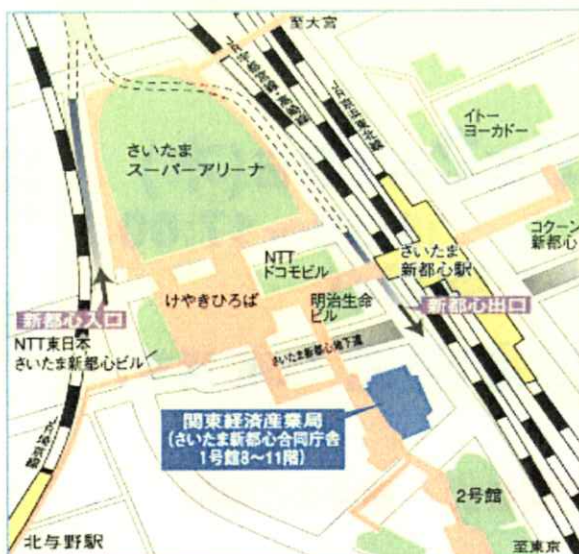 至大宮
イトー
ヨーカドー
さいたま
スーパーアリーナ
コクーン
新都心
さいたま
新都心駅
NTT
ドコモビル
けやきひろば
明治生命
ビル
新都心入口
新都心出口
NTT東日本
さいたま新都心ビル
さいたま新都心地下道
関東経済産業局
(さいたま新都心合同庁舎
1号館8～11階)
2号館
北与野駅
至東京